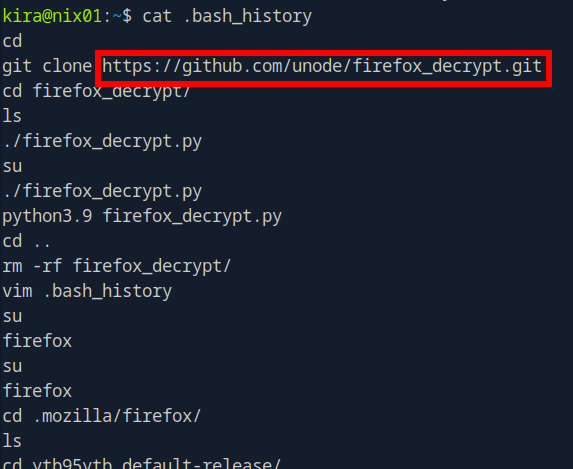 kira@nix01:~$ cat .bash_history
cd
git clone https://github.com/unode/firefox_decrypt.git
cd firefox_decrypt/
ls
./firefox_decrypt.py
su
./firefox_decrypt.py
python3.9 firefox_decrypt.py
cd ..
rm -rf firefox_decrypt/
vim .bash_history
su
firefox
su
firefox
cd .mozilla/firefox/
ls
cd ytb95ytb.default-release/